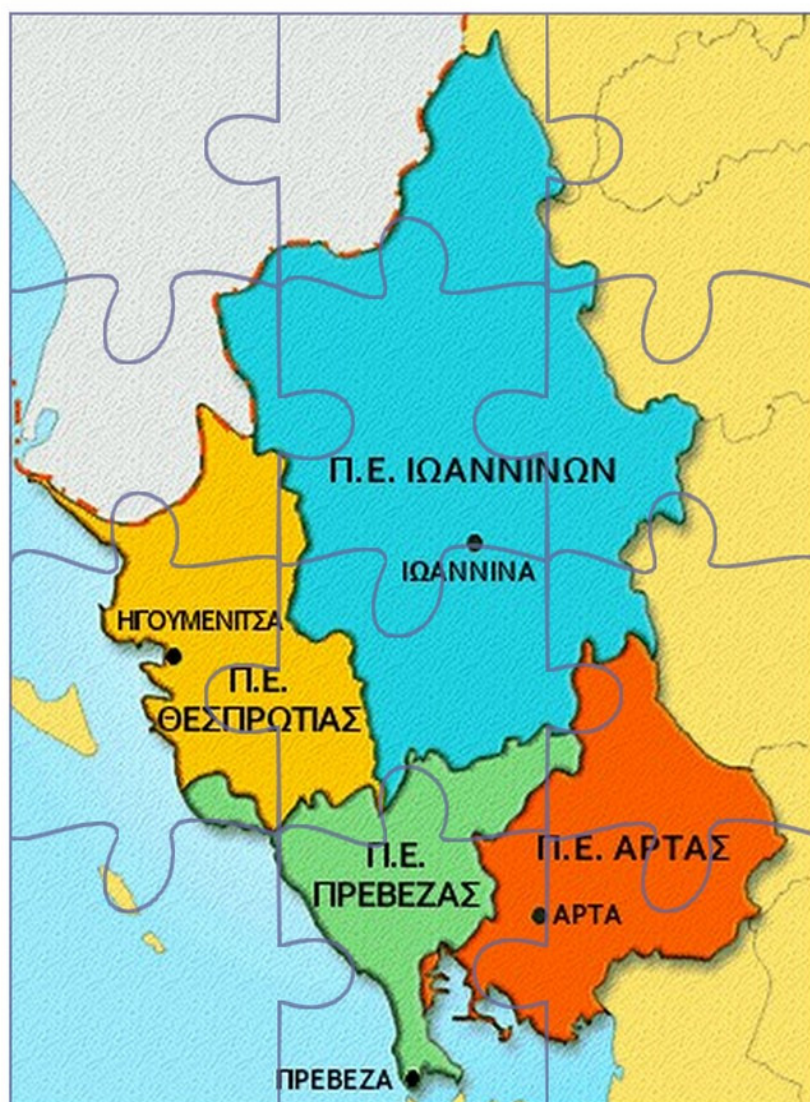 Π.Ε. ΙΩΑΝΝΙΝΩΝ
ΙΩΑΝΝΙΝΑ
ΗΓΟΥΜΕΝΙΤΣΑ
Π.Ε.
ΘΕΣΠΡΩΤΙΑΣ
Π.Ε. ΑΡΤΑΣ
Π.Ε.
ΠΡΕΒΕΖΑΣ
ΑΡΤΑ
ΠΡΕΒΕΖΑ